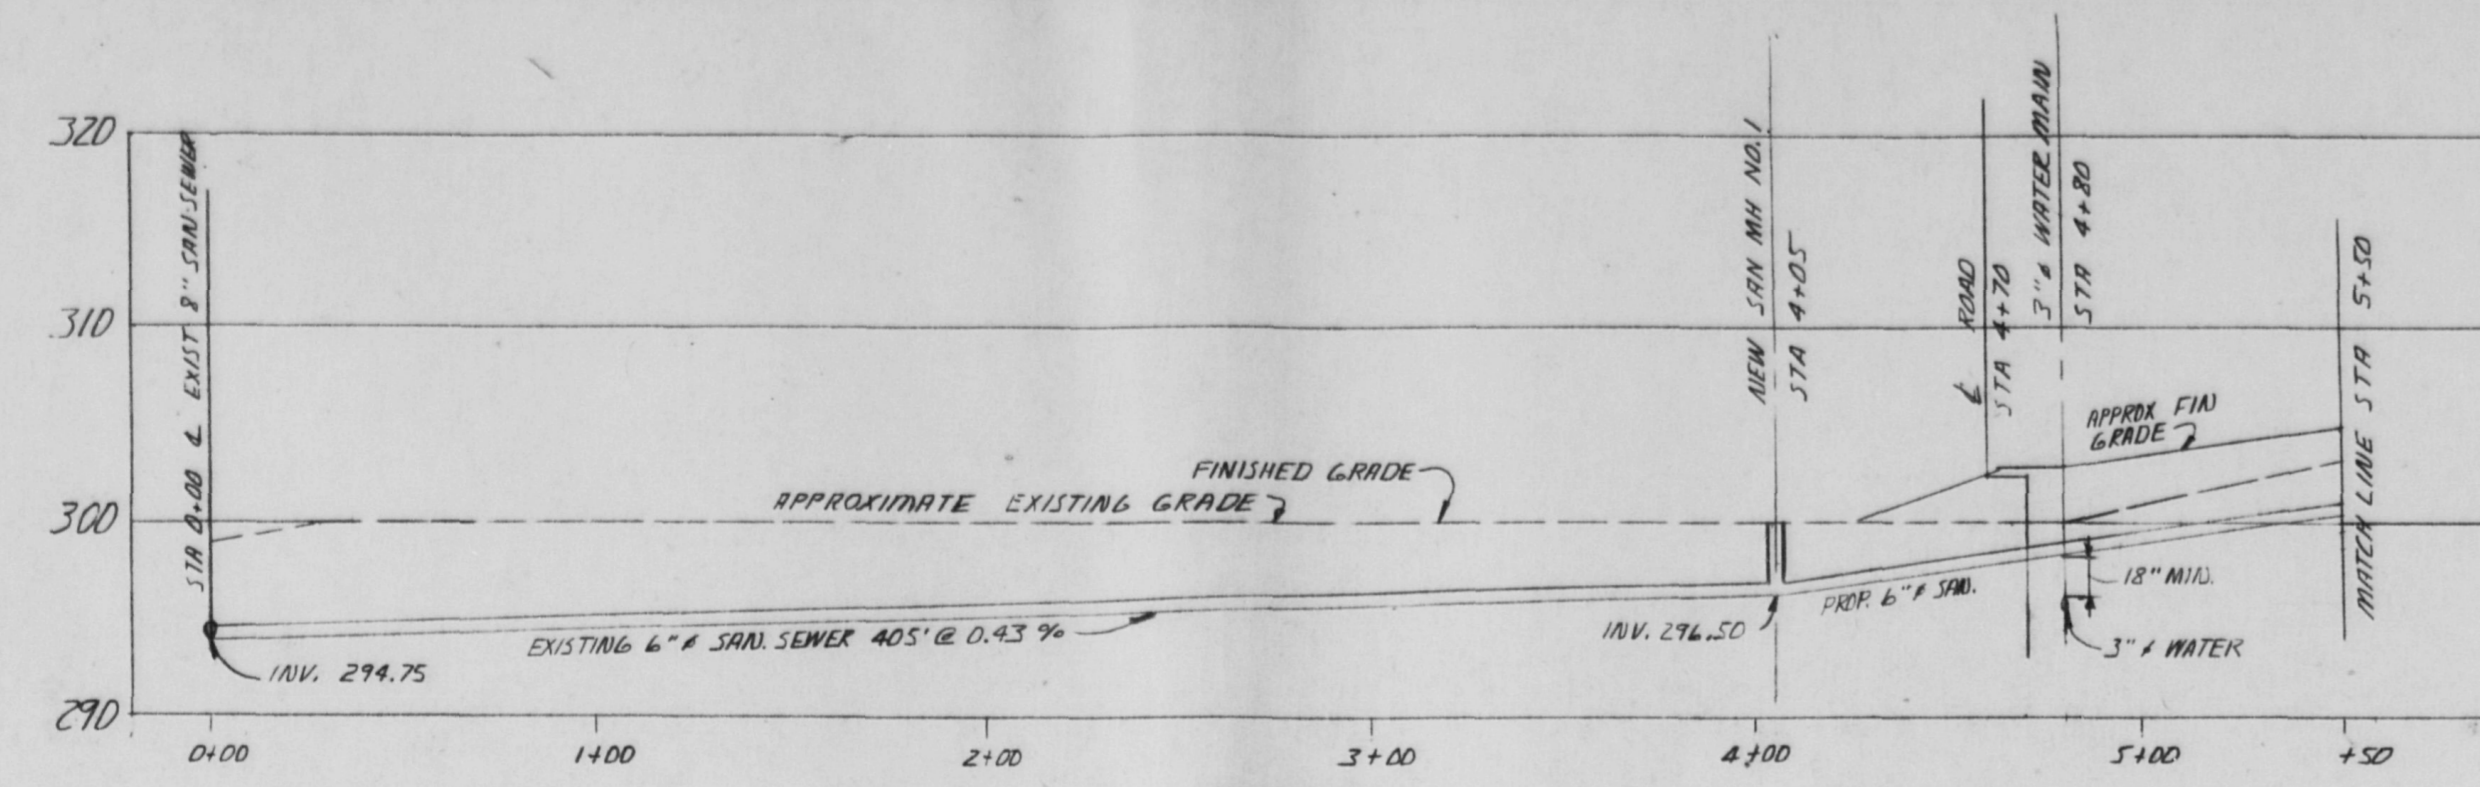 320
310
300
290
STA 0+00 ℄ EXIST 8" SAN·SEWER
NEW SAN MH NO. 1
STA 4+05
℄ ROAD
STA 4+70
3"ø WATER MAIN
STA 4+80
MATCH LINE STA 5+50
APPROX FIN
GRADE
FINISHED GRADE
APPROXIMATE EXISTING GRADE
EXISTING 6"ø SAN. SEWER 405' @ 0.43 %
INV. 294.75
INV. 296.50
PROP. 6"ø SAN.
18" MIN.
3"ø WATER
0+00
1+00
2+00
3+00
4+00
5+00
+50